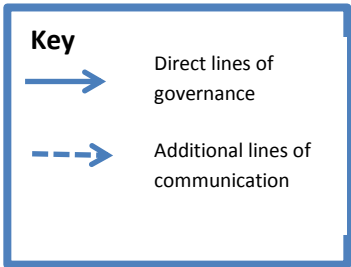 Key
Direct lines of
governance
Additional lines of
communication